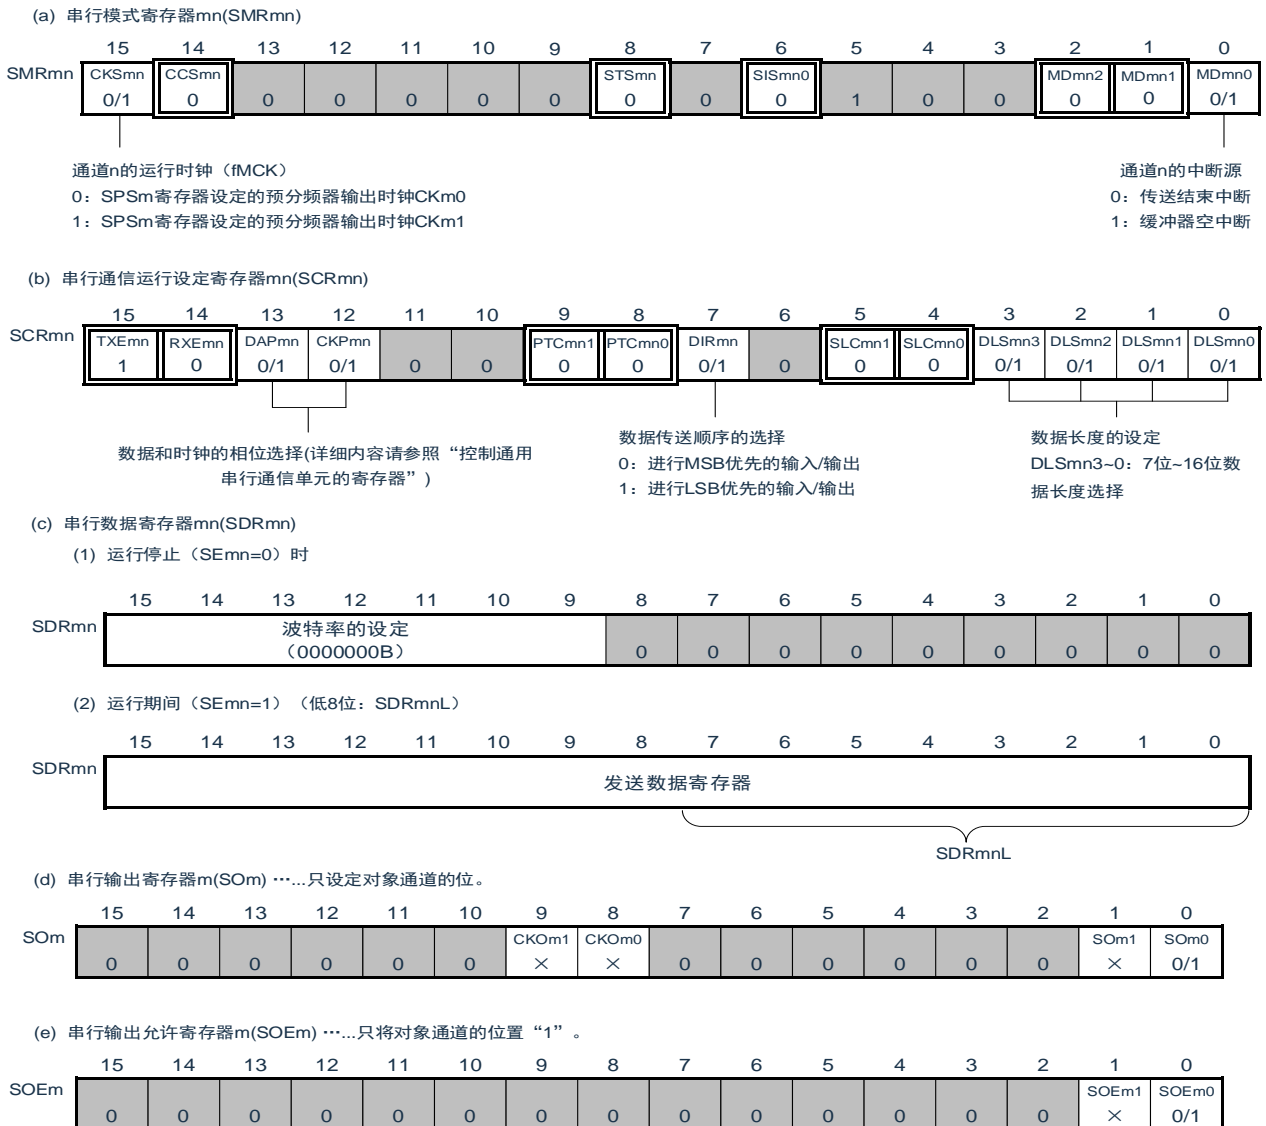 (a) 串行模式寄存器mn(SMRmn)
15 14 13 12 11 10 9 8 7 6 5 4 3 2 1 0
SMRmn CKSmn CCSmn STSmn SISmn0 MDmn2 MDmn1 MDmn0
0/1 0 0 0 0 0 0 0 0 0 1 0 0 0 0 0/1
通道n的运行时钟（fMCK）
0：SPSm寄存器设定的预分频器输出时钟CKm0
1：SPSm寄存器设定的预分频器输出时钟CKm1
通道n的中断源
0：传送结束中断
1：缓冲器空中断
(b) 串行通信运行设定寄存器mn(SCRmn)
15 14 13 12 11 10 9 8 7 6 5 4 3 2 1 0
SCRmn TXEmn RXEmn DAPmn CKPmn PTCmn1 PTCmn0 DIRmn SLCmn1 SLCmn0 DLSmn3 DLSmn2 DLSmn1 DLSmn0
1 0 0/1 0/1 0 0 0 0 0/1 0 0 0 0/1 0/1 0/1 0/1
数据和时钟的相位选择(详细内容请参照“控制通用
串行通信单元的寄存器”)
数据传送顺序的选择
0：进行MSB优先的输入/输出
1：进行LSB优先的输入/输出
数据长度的设定
DLSmn3~0：7位~16位数
据长度选择
(c) 串行数据寄存器mn(SDRmn)
(1) 运行停止（SEmn=0）时
15 14 13 12 11 10 9 8 7 6 5 4 3 2 1 0
SDRmn 波特率的设定
（0000000B） 0 0 0 0 0 0 0 0 0
(2) 运行期间（SEmn=1）（低8位：SDRmnL）
15 14 13 12 11 10 9 8 7 6 5 4 3 2 1 0
SDRmn 发送数据寄存器
SDRmnL
(d) 串行输出寄存器m(SOm) ⋯...只设定对象通道的位。
15 14 13 12 11 10 9 8 7 6 5 4 3 2 1 0
SOm CKOm1 CKOm0 SOm1 SOm0
0 0 0 0 0 0 × × 0 0 0 0 0 0 × 0/1
(e) 串行输出允许寄存器m(SOEm) ⋯...只将对象通道的位置“1”。
15 14 13 12 11 10 9 8 7 6 5 4 3 2 1 0
SOEm SOEm1 SOEm0
0 0 0 0 0 0 0 0 0 0 0 0 0 0 × 0/1